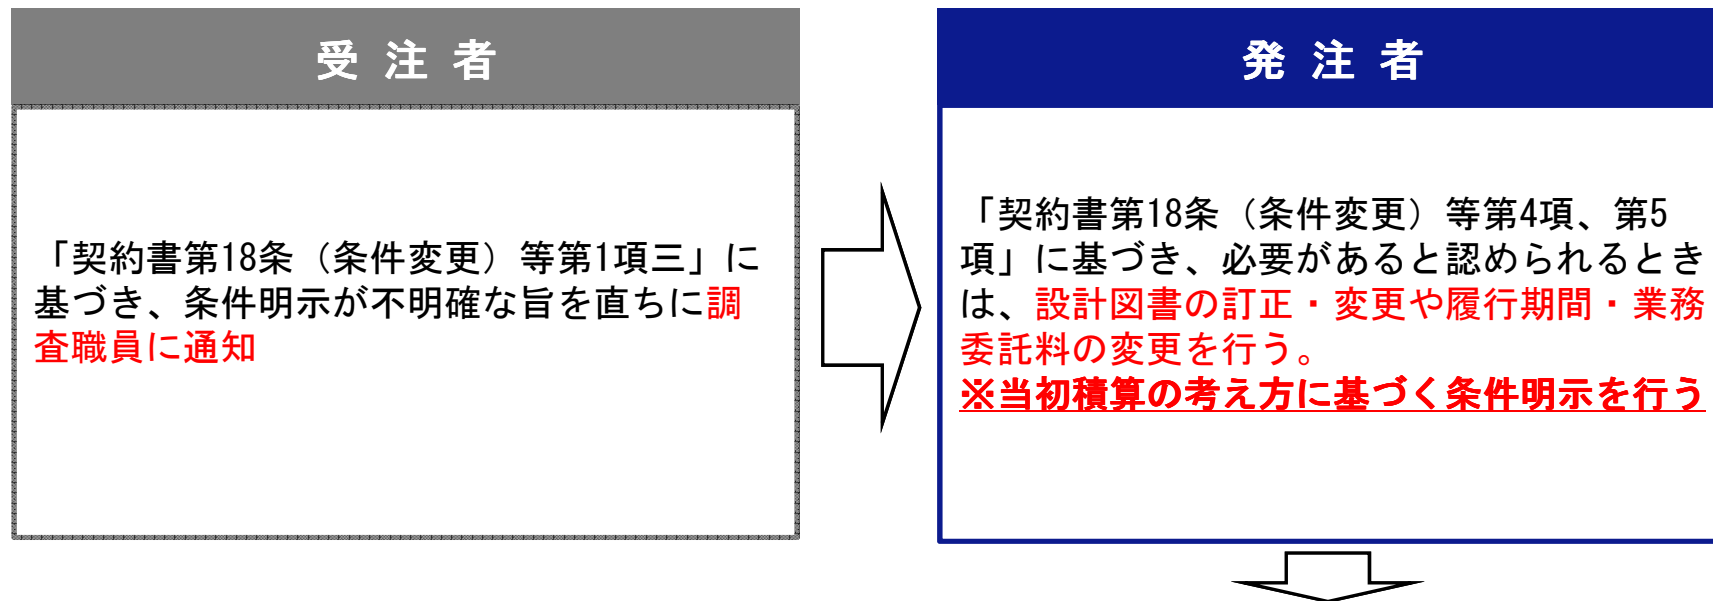 受 注 者
「契約書第18条（条件変更）等第1項三」に
基づき、条件明示が不明確な旨を直ちに調
査職員に通知
発 注 者
「契約書第18条（条件変更）等第4項、第5
項」に基づき、必要があると認められるとき
は、設計図書の訂正・変更や履行期間・業務
委託料の変更を行う。
※当初積算の考え方に基づく条件明示を行う